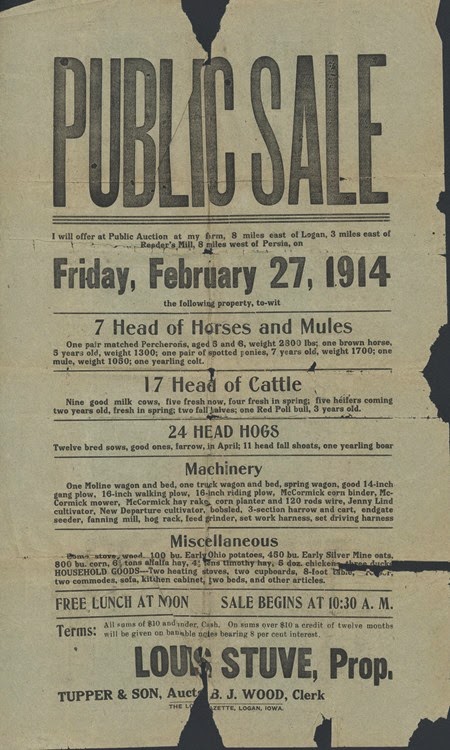 PUBLIC SALE
I will offer at Public Auction at my farm, 8 miles east of Logan, 3 miles east of
Reeder's Mill, 8 miles west of Persia, on
Friday, February 27, 1914
the following property, to-wit
7 Head of Horses and Mules
One pair matched Percherons, aged 5 and 6, weight 2800 lbs; one brown horse,
5 years old, weight 1300; one pair of spotted ponies, 7 years old, weight 1700; one
mule, weight 1050; one yearling colt.
17 Head of Cattle
Nine good milk cows, five fresh now, four fresh in spring; five heifers coming
two years old, fresh in spring; two fall calves; one Red Poll bull, 3 years old.
24 HEAD HOGS
Twelve bred sows, good ones, farrow, in April; 11 head fall shoats, one yearling boar
Machinery
One Moline wagon and bed, one truck wagon and bed, spring wagon, good 14-inch
gang plow, 16-inch walking plow, 16-inch riding plow, McCormick corn binder, Mc-
Cormick mower, McCormick hay rake, corn planter and 120 rods wire, Jenny Lind
cultivator, New Departure cultivator, bobsled, 3-section harrow and cart, endgate
seeder, fanning mill, hog rack, feed grinder, set work harness, set driving harness
Miscellaneous
stove, wood, 100 bu. Early Ohio potatoes, 450 bu. Early Silver Mine oats,
800 bu. corn, 6 tons alfalfa hay, 4 tons timothy hay, 5 doz. chickens, three ducks
HOUSEHOLD GOODS—Two heating stoves, two cupboards, 8-foot table,
two commodes, sofa, kitchen cabinet, two beds, and other articles.
FREE LUNCH AT NOON SALE BEGINS AT 10:30 A. M.
Terms: All sums of $10 and under, Cash. On sums over $10 a credit of twelve months
will be given on bankable notes bearing 8 per cent interest.
LOUIS STUVE, Prop.
TUPPER & SON, Aucts. B. J. WOOD, Clerk
THE GAZETTE, LOGAN, IOWA.